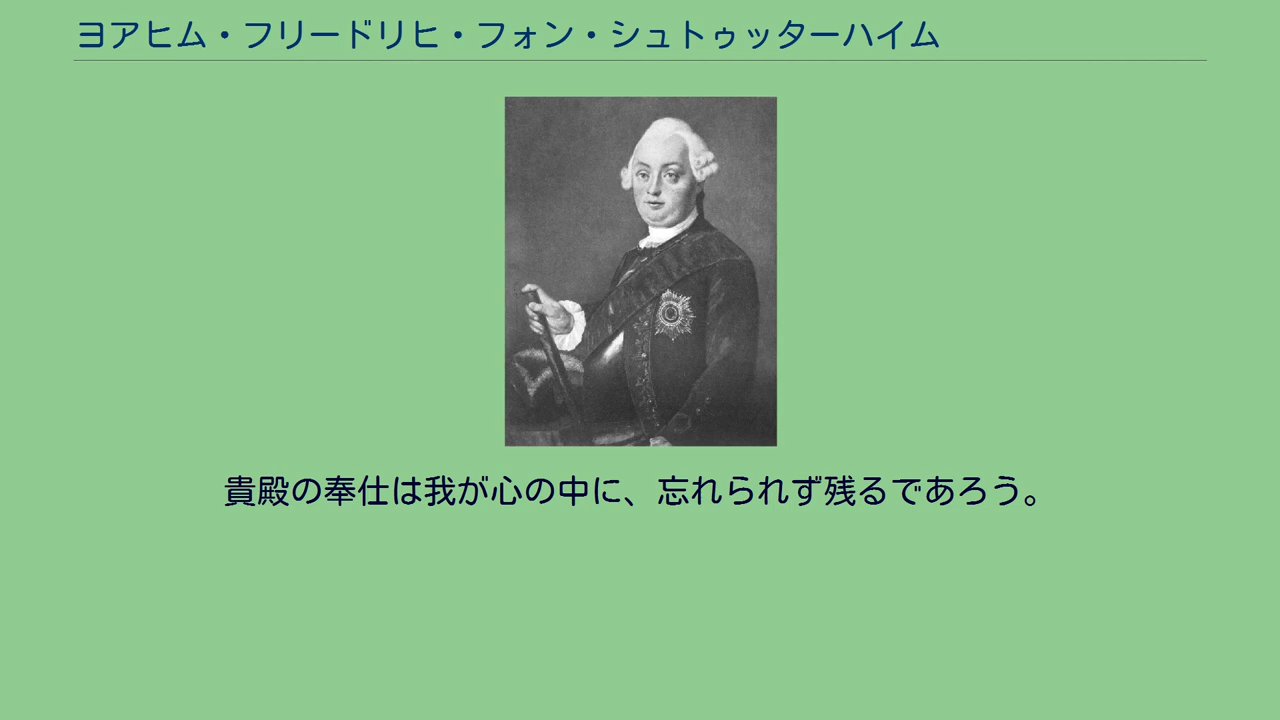 ヨアヒム・フリードリヒ・フォン・シュトゥッターハイム
貴殿の奉仕は我が心の中に、忘れられず残るであろう。